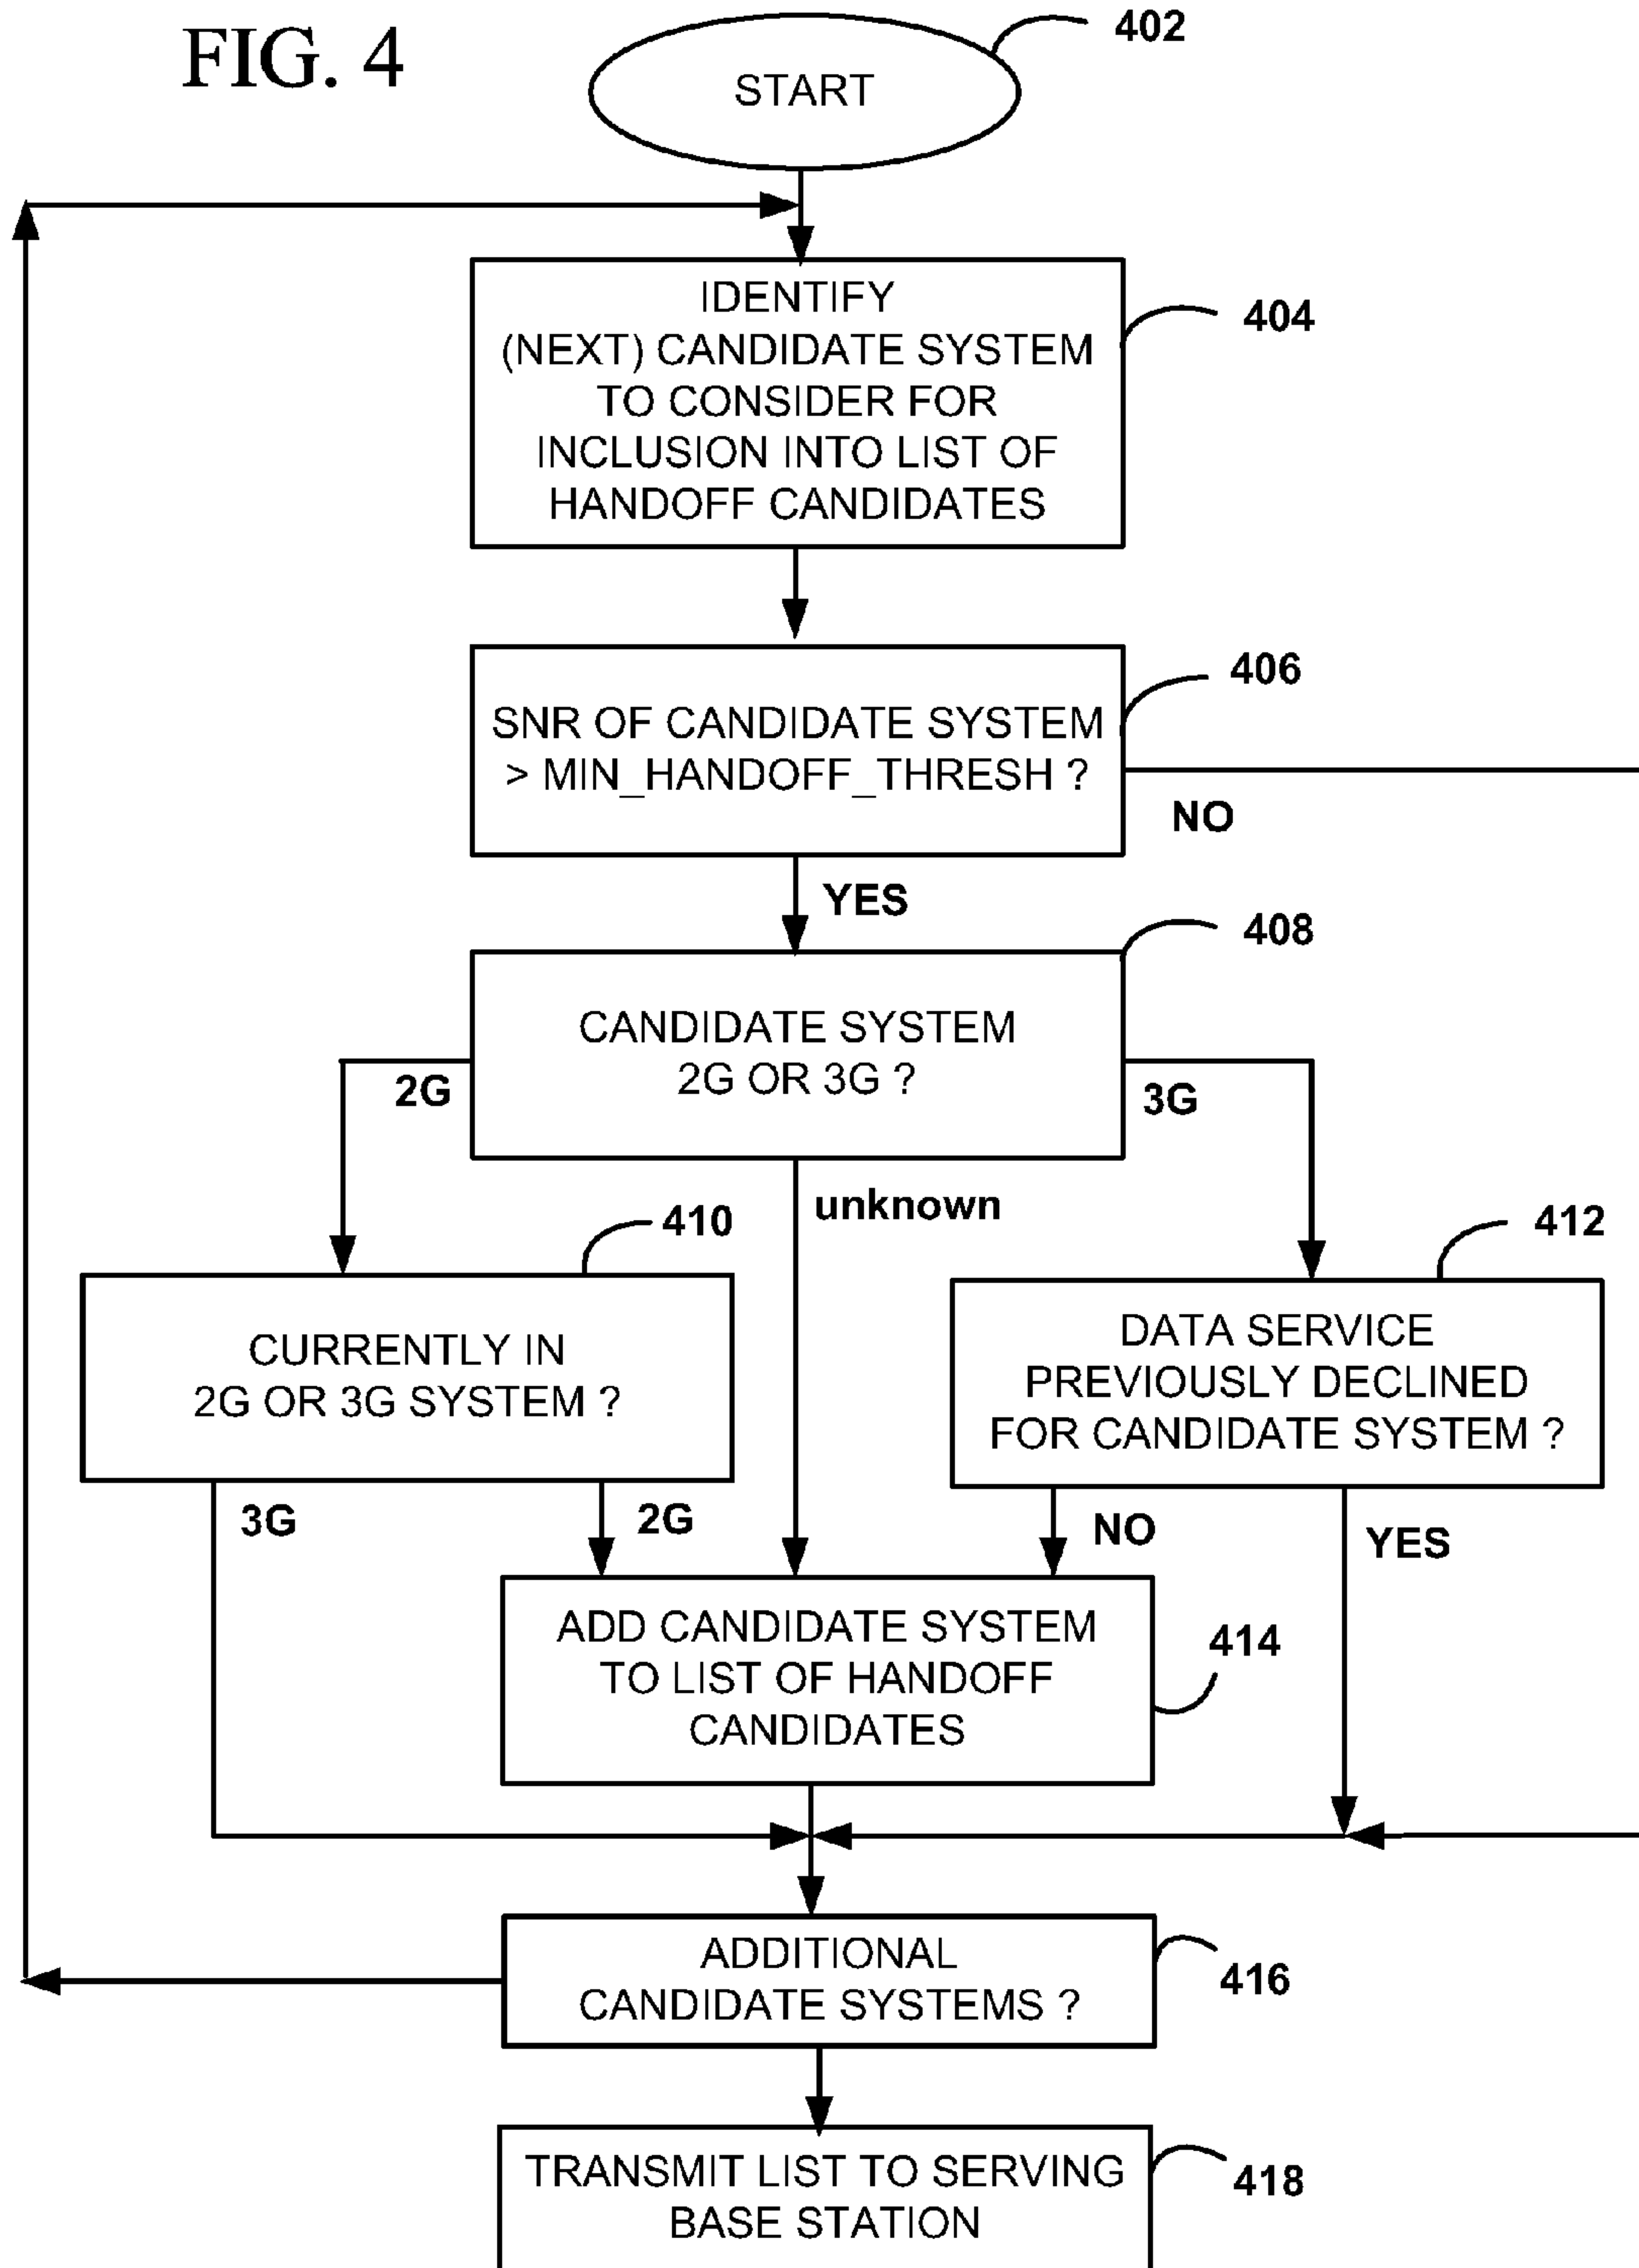 FIG. 4
402
START
IDENTIFY
(NEXT) CANDIDATE SYSTEM
TO CONSIDER FOR
INCLUSION INTO LIST OF
HANDOFF CANDIDATES
404
406
SNR OF CANDIDATE SYSTEM
> MIN_HANDOFF_THRESH ?
NO
YES
408
CANDIDATE SYSTEM
2G OR 3G ?
2G
3G
unknown
410
412
CURRENTLY IN
2G OR 3G SYSTEM ?
DATA SERVICE
PREVIOUSLY DECLINED
FOR CANDIDATE SYSTEM ?
3G
2G
NO
YES
ADD CANDIDATE SYSTEM
TO LIST OF HANDOFF
CANDIDATES
414
ADDITIONAL
CANDIDATE SYSTEMS ?
416
TRANSMIT LIST TO SERVING
BASE STATION
418